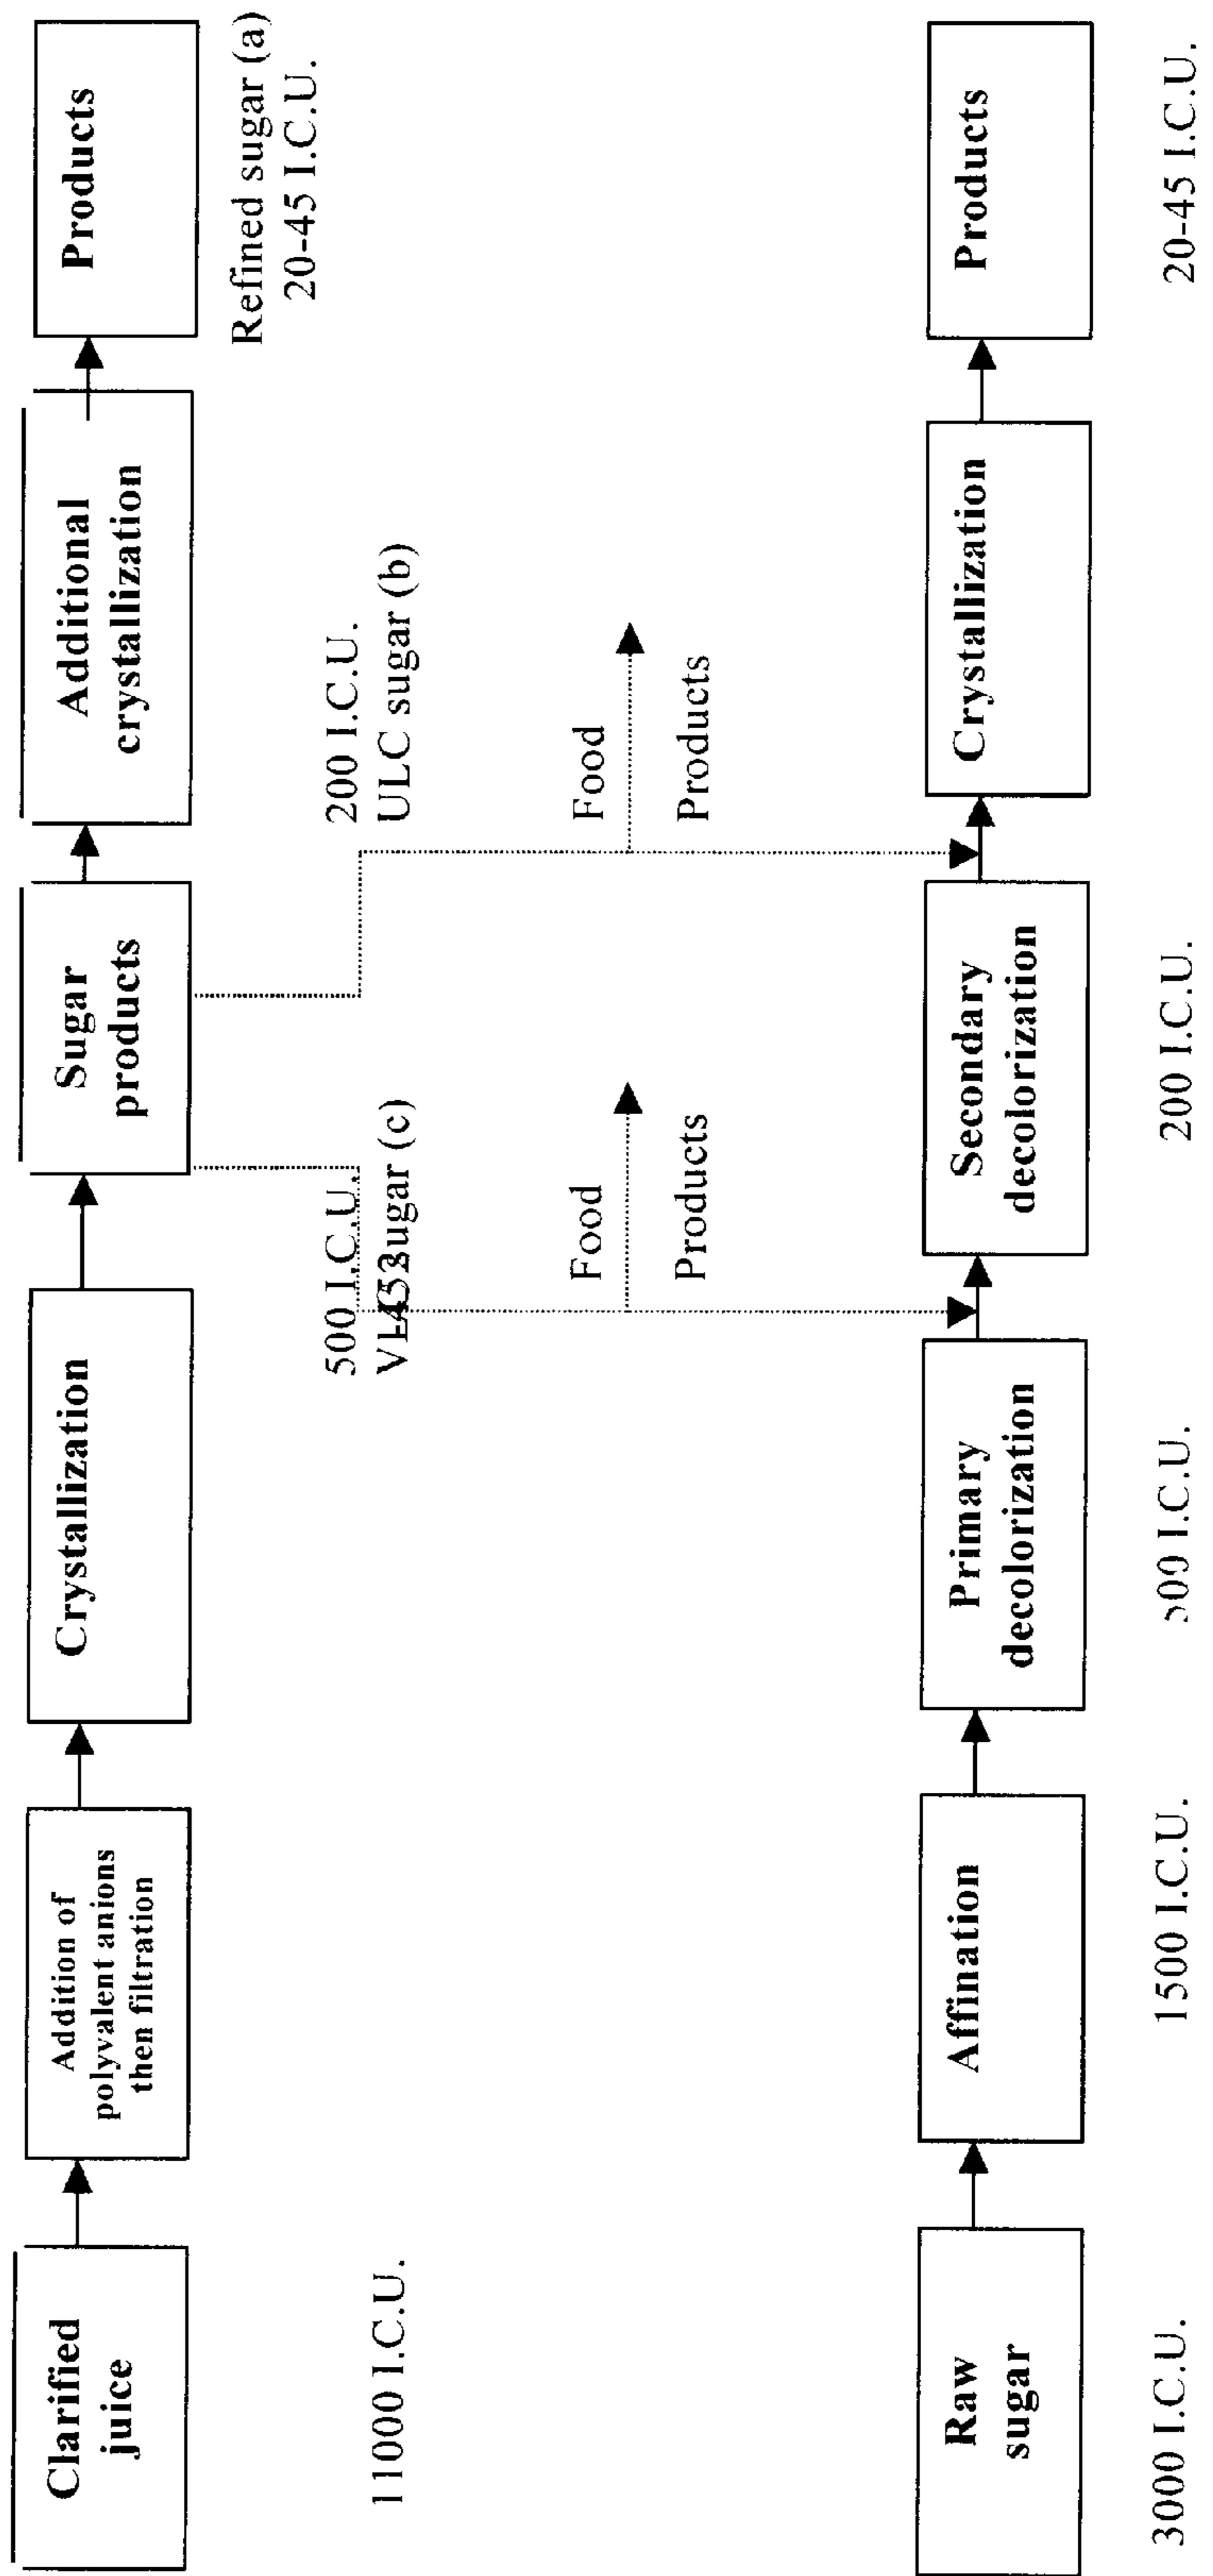 Clarified
juice
Addition of
polyvalent anions
then filtration
Crystallization
Sugar
products
Additional
crystallization
Products
11000 I.C.U.
500 I.C.U.
Sugar (c)
200 I.C.U.
ULC sugar (b)
Refined sugar (a)
20-45 I.C.U.
Food
Products
Food
Products
Raw
sugar
Affination
Primary
decolorization
Secondary
decolorization
Crystallization
Products
3000 I.C.U.
1500 I.C.U.
500 I.C.U.
200 I.C.U.
20-45 I.C.U.